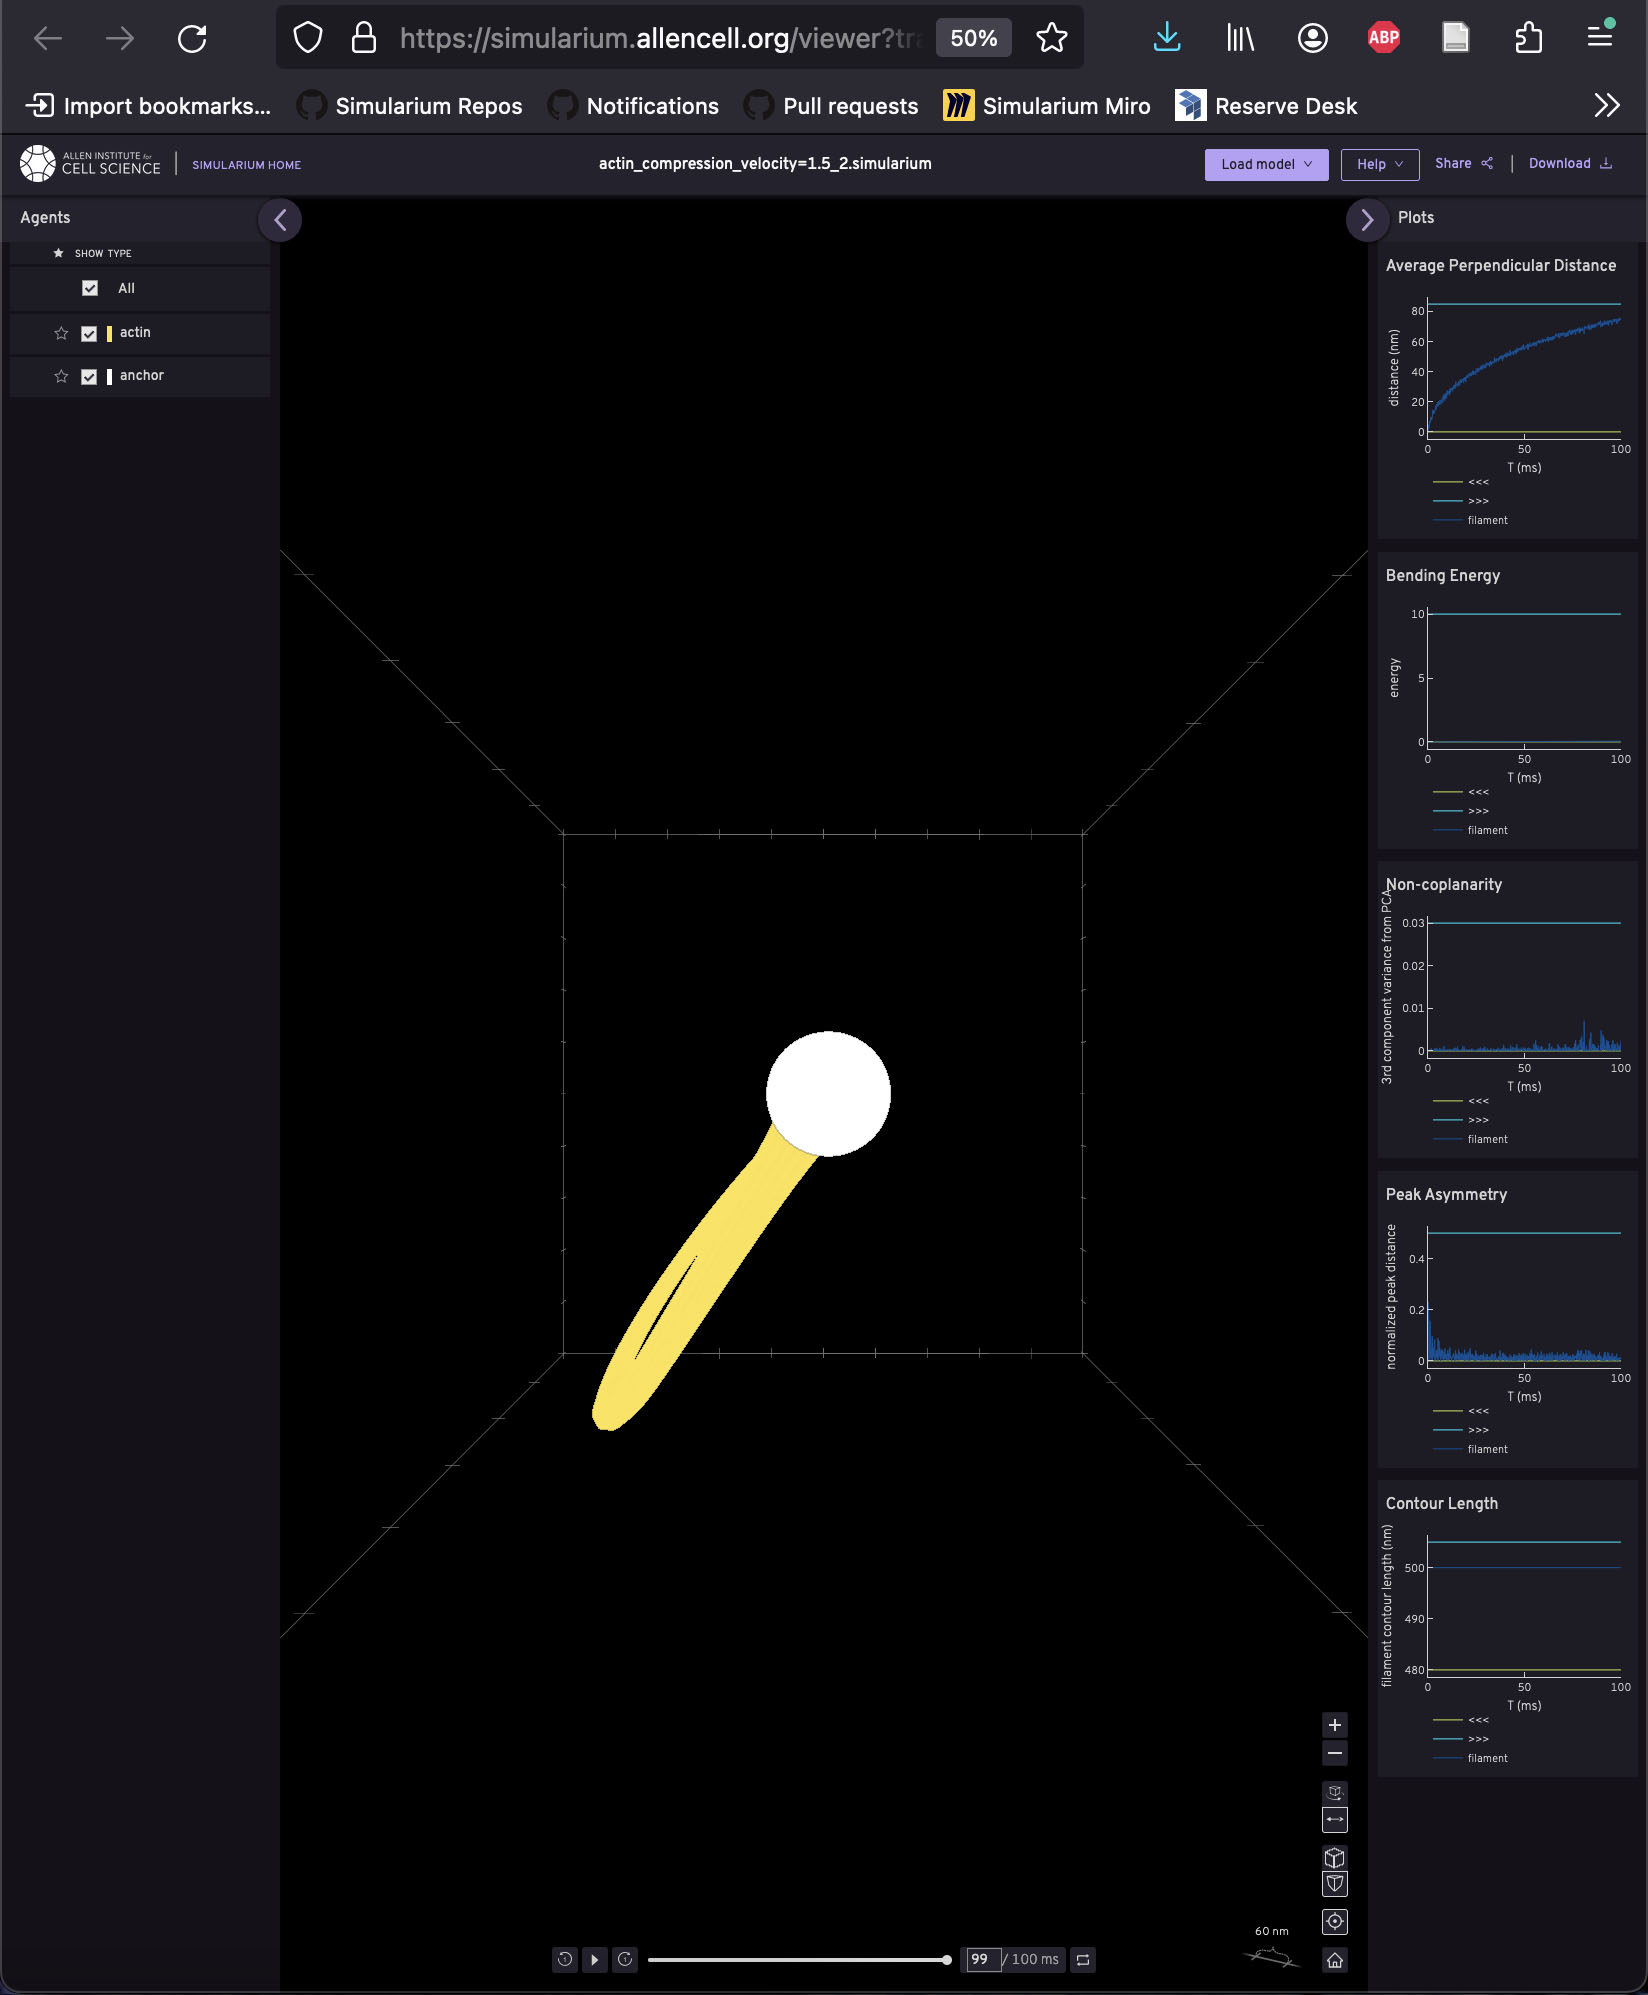 https://simularium.allencell.org/viewer?tra
50%
ABP
Import bookmarks...
Simularium Repos
Notifications
Pull requests
Simularium Miro
Reserve Desk
ALLEN INSTITUTE for
CELL SCIENCE
SIMULARIUM HOME
actin_compression_velocity=1.5_2.simularium
Load model
Help
Share
Download
Agents
SHOW TYPE
All
actin
anchor
Plots
Average Perpendicular Distance
distance (nm)
80
60
40
20
0
0
50
100
T (ms)
<<<
>>>
filament
Bending Energy
energy
10
5
0
0
50
100
T (ms)
<<<
>>>
filament
Non-coplanarity
3rd component variance from PCA
0.03
0.02
0.01
0
0
50
100
T (ms)
<<<
>>>
filament
Peak Asymmetry
normalized peak distance
0.4
0.2
0
0
50
100
T (ms)
<<<
>>>
filament
Contour Length
filament contour length (nm)
500
490
480
0
50
100
T (ms)
<<<
>>>
filament
60 nm
99 / 100 ms